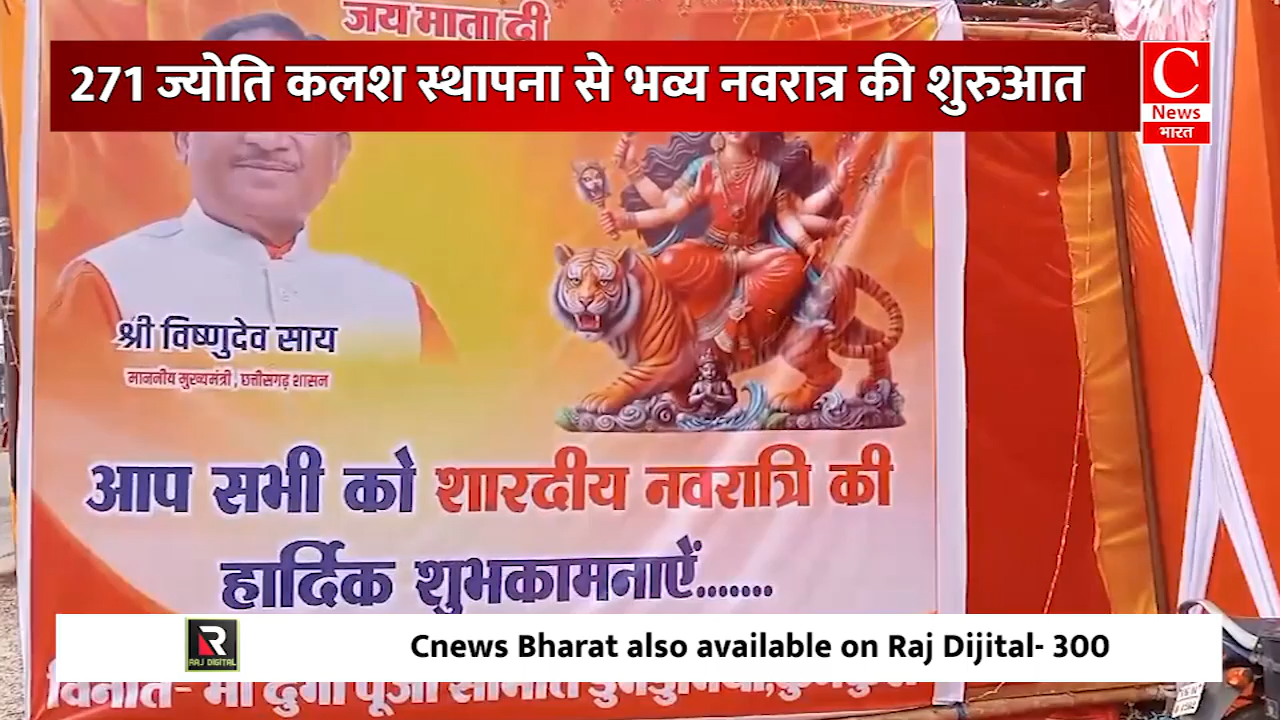 जय माता दी
271 ज्योति कलश स्थापना से भव्य नवरात्र की शुरुआत
C
News
भारत
श्री विष्णुदेव साय
माननीय मुख्यमंत्री, छत्तीसगढ़ शासन
आप सभी को शारदीय नवरात्रि की
हार्दिक शुभकामनाऐं.......
R
RAJ DIGITAL
Cnews Bharat also available on Raj Dijital- 300
विनीत- माँ दुर्गा पूजा समिति